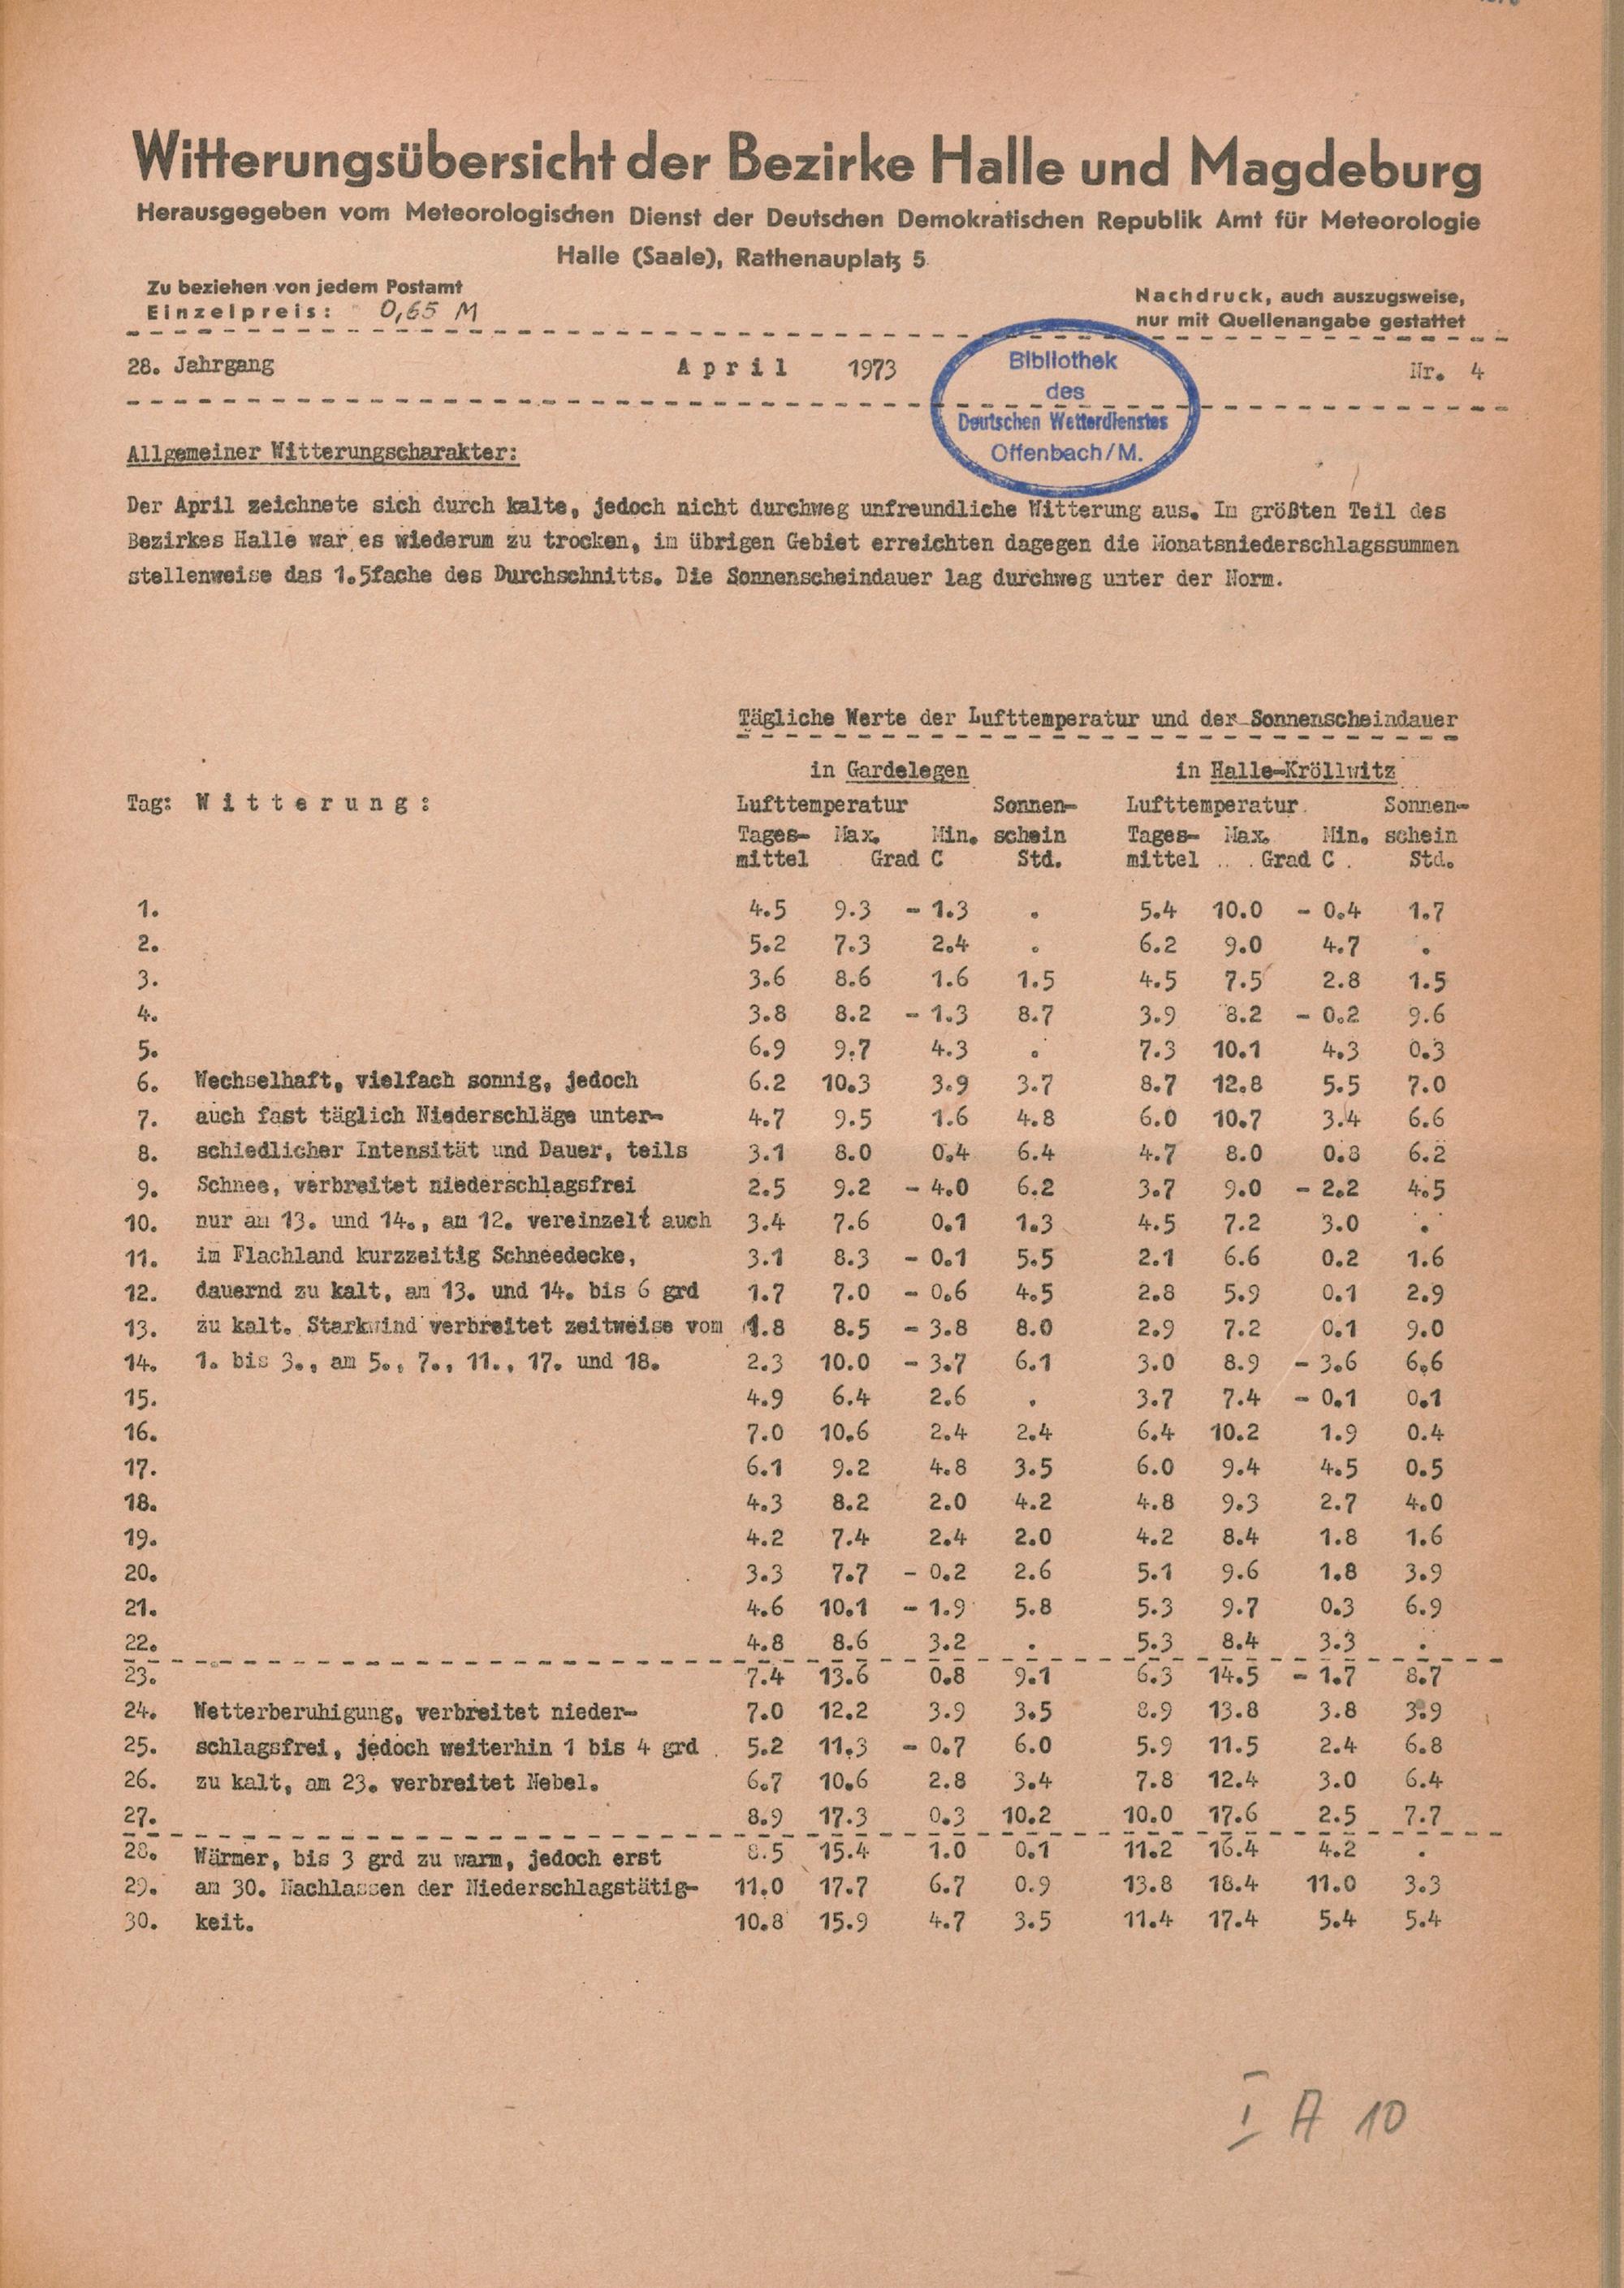 Witterungsübersicht der Bezirke Halle und Magdeburg
Herausgegeben vom Meteorologischen Dienst der Deutschen Demokratischen Republik Amt für Meteorologie
Halle (Saale), Rathenauplatz 5
Zu beziehen von jedem Postamt
Einzelpreis: 0,65 M
Nachdruck, auch auszugsweise,
nur mit Quellenangabe gestattet
28. Jahrgang April 1973 Nr. 4
Bibliothek
des
Deutschen Wetterdienstes
Offenbach/M.
Allgemeiner Witterungscharakter:
Der April zeichnete sich durch kalte, jedoch nicht durchweg unfreundliche Witterung aus. Im größten Teil des
Bezirkes Halle war es wiederum zu trocken, im übrigen Gebiet erreichten dagegen die Monatsniederschlagssummen
stellenweise das 1.5fache des Durchschnitts. Die Sonnenscheindauer lag durchweg unter der Norm.
Tägliche Werte der Lufttemperatur und der Sonnenscheindauer
in Gardelegen in Halle-Kröllwitz
Tag: Witterung: Lufttemperatur Sonnen- Lufttemperatur Sonnen-
Tages- Max. Min. schein Tages- Max. Min. schein
mittel Grad C Std. mittel Grad C Std.
1. 4.5 9.3 - 1.3 . 5.4 10.0 - 0.4 1.7
2. 5.2 7.3 2.4 . 6.2 9.0 4.7 .
3. 3.6 8.6 1.6 1.5 4.5 7.5 2.8 1.5
4. 3.8 8.2 - 1.3 8.7 3.9 8.2 - 0.2 9.6
5. 6.9 9.7 4.3 . 7.3 10.1 4.3 0.3
6. Wechselhaft, vielfach sonnig, jedoch 6.2 10.3 3.9 3.7 8.7 12.8 5.5 7.0
7. auch fast täglich Niederschläge unter- 4.7 9.5 1.6 4.8 6.0 10.7 3.4 6.6
8. schiedlicher Intensität und Dauer, teils 3.1 8.0 0.4 6.4 4.7 8.0 0.8 6.2
9. Schnee, verbreitet niederschlagsfrei 2.5 9.2 - 4.0 6.2 3.7 9.0 - 2.2 4.5
10. nur am 13. und 14., am 12. vereinzelt auch 3.4 7.6 0.1 1.3 4.5 7.2 3.0 .
11. im Flachland kurzzeitig Schneedecke, 3.1 8.3 - 0.1 5.5 2.1 6.6 0.2 1.6
12. dauernd zu kalt, am 13. und 14. bis 6 grd 1.7 7.0 - 0.6 4.5 2.8 5.9 0.1 2.9
13. zu kalt. Starkwind verbreitet zeitweise vom 1.8 8.5 - 3.8 8.0 2.9 7.2 0.1 9.0
14. 1. bis 3., am 5., 7., 11., 17. und 18. 2.3 10.0 - 3.7 6.1 3.0 8.9 - 3.6 6.6
15. 4.9 6.4 2.6 . 3.7 7.4 - 0.1 0.1
16. 7.0 10.6 2.4 2.4 6.4 10.2 1.9 0.4
17. 6.1 9.2 4.8 3.5 6.0 9.4 4.5 0.5
18. 4.3 8.2 2.0 4.2 4.8 9.3 2.7 4.0
19. 4.2 7.4 2.4 2.0 4.2 8.4 1.8 1.6
20. 3.3 7.7 - 0.2 2.6 5.1 9.6 1.8 3.9
21. 4.6 10.1 - 1.9 5.8 5.3 9.7 0.3 6.9
22. 4.8 8.6 3.2 . 5.3 8.4 3.3 .
23. 7.4 13.6 0.8 9.1 6.3 14.5 - 1.7 8.7
24. Wetterberuhigung, verbreitet nieder- 7.0 12.2 3.9 3.5 8.9 13.8 3.8 3.9
25. schlagsfrei, jedoch weiterhin 1 bis 4 grd 5.2 11.3 - 0.7 6.0 5.9 11.5 2.4 6.8
26. zu kalt, am 23. verbreitet Nebel. 6.7 10.6 2.8 3.4 7.8 12.4 3.0 6.4
27. 8.9 17.3 0.3 10.2 10.0 17.6 2.5 7.7
28. Wärmer, bis 3 grd zu warm, jedoch erst 8.5 15.4 1.0 0.1 11.2 16.4 4.2 .
29. am 30. Nachlassen der Niederschlagstätig- 11.0 17.7 6.7 0.9 13.8 18.4 11.0 3.3
30. keit. 10.8 15.9 4.7 3.5 11.4 17.4 5.4 5.4
I A 10